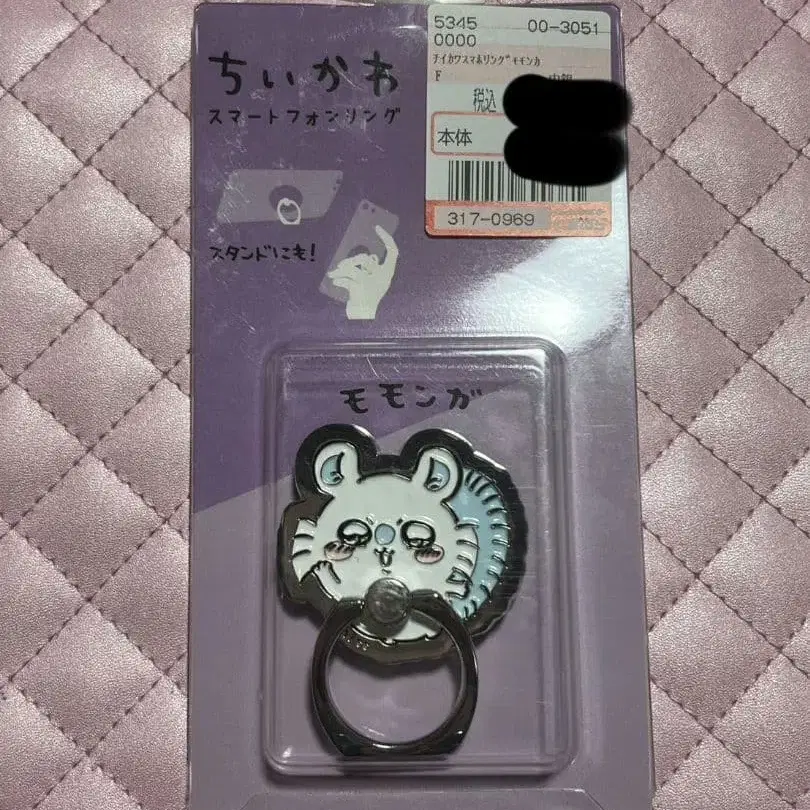 ちいかわ
スマートフォンリング
スタンドにも!
5345 00-3051
0000
ﾁｲｶﾜｽﾏﾎﾘﾝｸﾞﾓﾓﾝｶ
F
税込
本体
317-0969
モモンガ